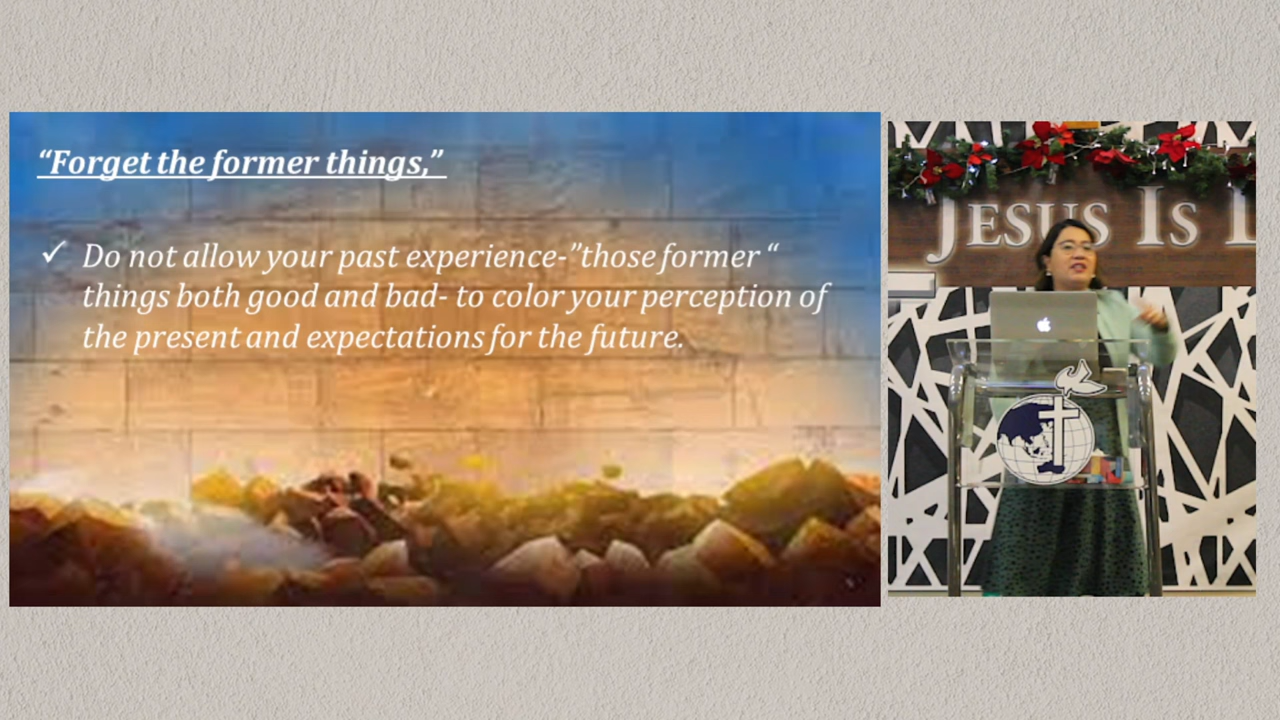 “Forget the former things,”
✓ Do not allow your past experience-”those former “
things both good and bad- to color your perception of
the present and expectations for the future.
JESUS IS L